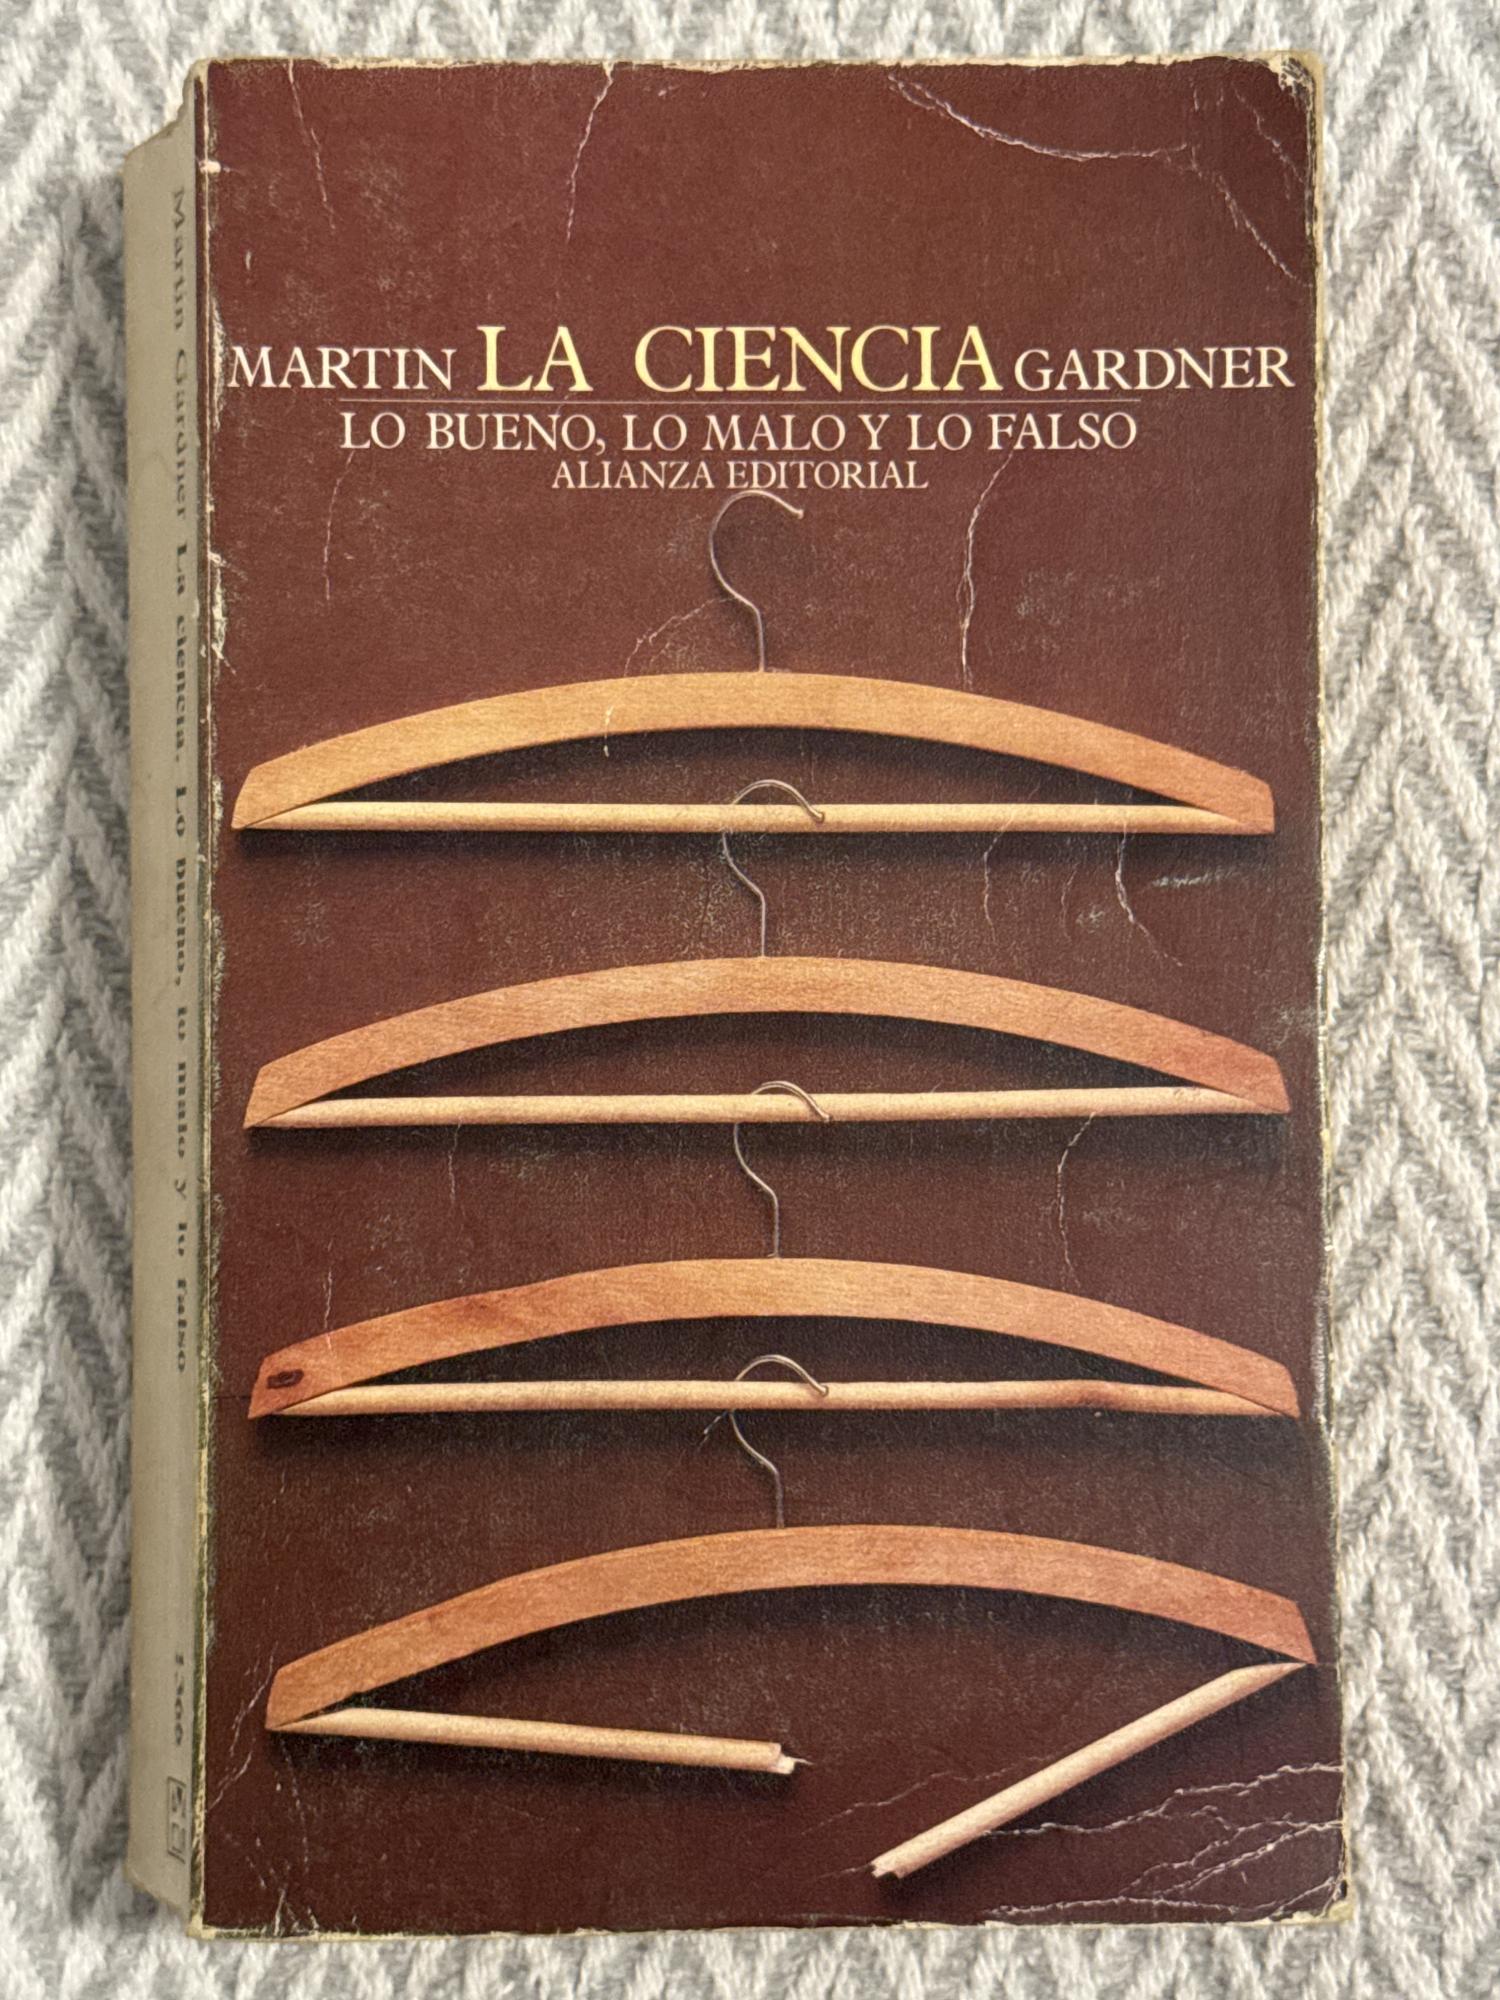 MARTIN LA CIENCIA GARDNER
LO BUENO, LO MALO Y LO FALSO
ALIANZA EDITORIAL
Martin Gardner La ciencia. Lo bueno, lo malo y lo falso